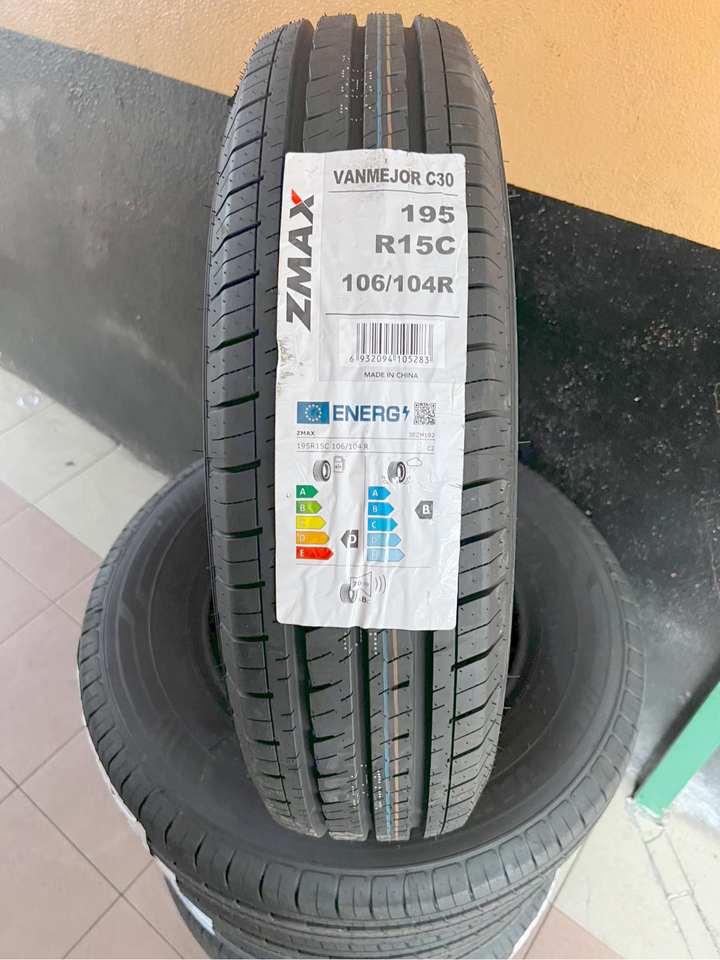 ZMAX
VANMEJOR C30
195
R15C
106/104R
6 932094 105283
MADE IN CHINA
ENERG
ZMAX
195R15C 106/104 R
C2
A
B
D
E
D
A
B
C
D
B